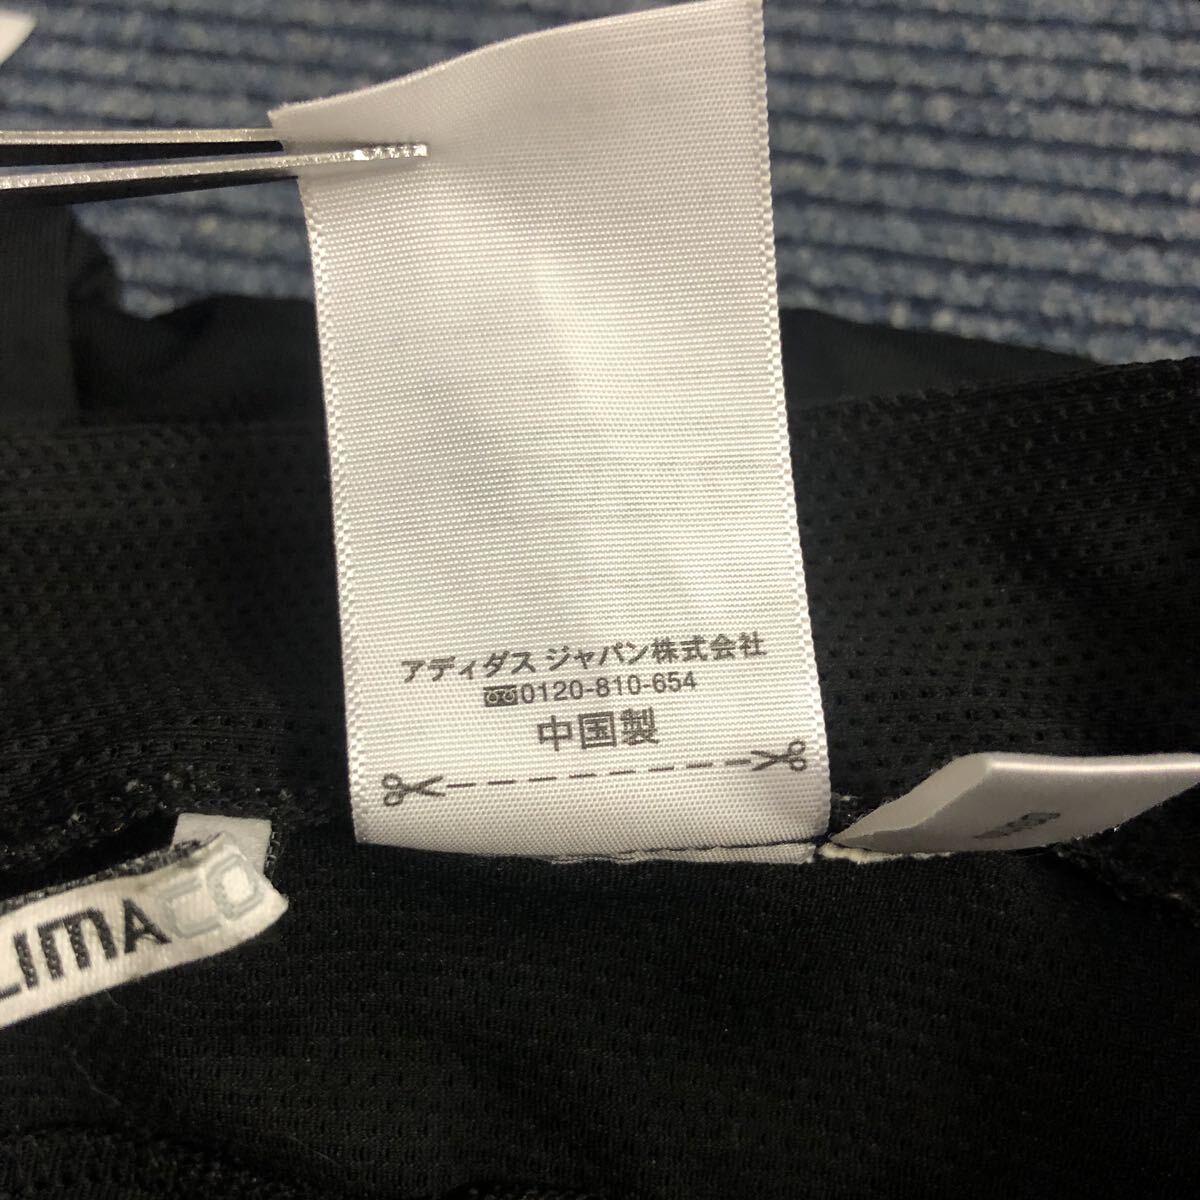 アディダス ジャパン株式会社
0120-810-654
中国製
LIMACO